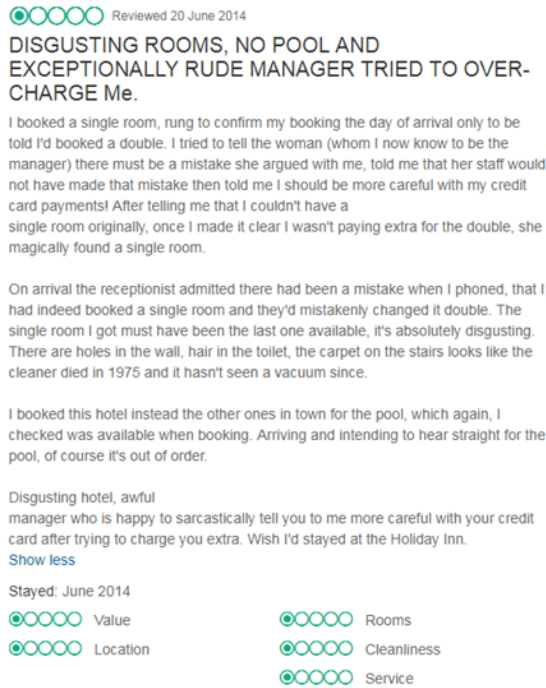 Reviewed 20 June 2014
DISGUSTING ROOMS, NO POOL AND
EXCEPTIONALLY RUDE MANAGER TRIED TO OVER-
CHARGE Me.
I booked a single room, rung to confirm my booking the day of arrival only to be
told I'd booked a double. I tried to tell the woman (whom I now know to be the
manager) there must be a mistake she argued with me, told me that her staff would
not have made that mistake then told me I should be more careful with my credit
card payments! After telling me that I couldn't have a
single room originally, once I made it clear I wasn't paying extra for the double, she
magically found a single room.
On arrival the receptionist admitted there had been a mistake when I phoned, that I
had indeed booked a single room and they'd mistakenly changed it double. The
single room I got must have been the last one available, it's absolutely disgusting.
There are holes in the wall, hair in the toilet, the carpet on the stairs looks like the
cleaner died in 1975 and it hasn't seen a vacuum since.
I booked this hotel instead the other ones in town for the pool, which again, I
checked was available when booking. Arriving and intending to hear straight for the
pool, of course it's out of order.
Disgusting hotel, awful
manager who is happy to sarcastically tell you to me more careful with your credit
card after trying to charge you extra. Wish I'd stayed at the Holiday Inn.
Show less
Stayed: June 2014
Value Rooms
Location Cleanliness
Service